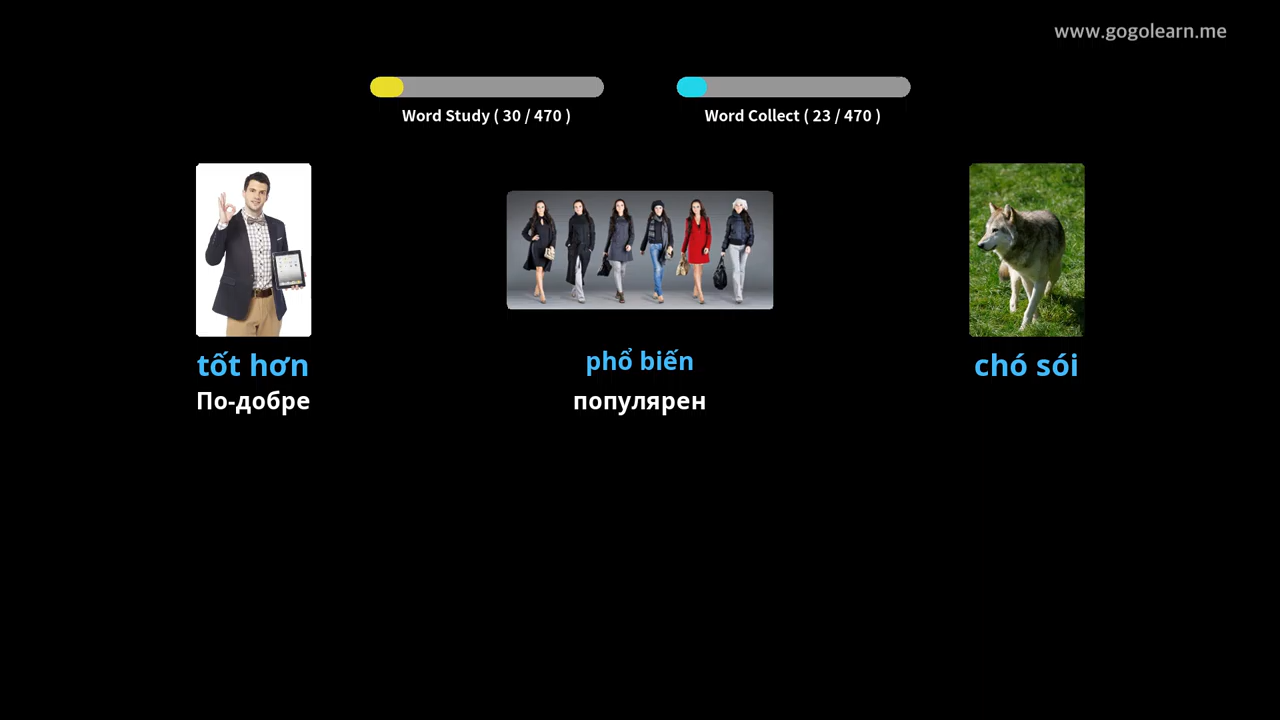 www.gogolearn.me
Word Study ( 30 / 470 )
Word Collect ( 23 / 470 )
tốt hơn
По-добре
phổ biến
популярен
chó sói